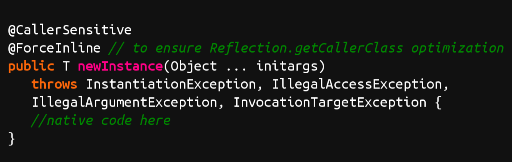 @CallerSensitive
@ForceInline // to ensure Reflection.getCallerClass optimization
public T newInstance(Object ... initargs)
throws InstantiationException, IllegalAccessException,
IllegalArgumentException, InvocationTargetException {
//native code here
}